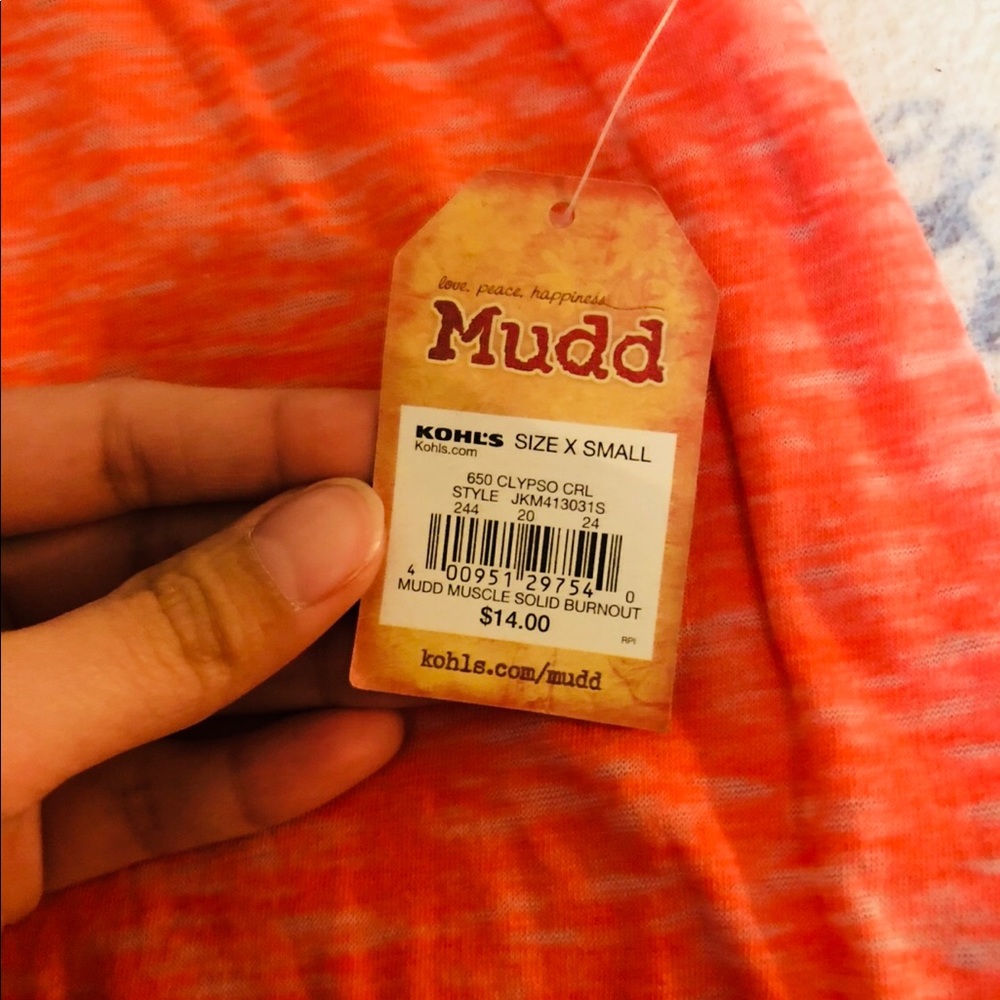 love. peace. happiness
Mudd
KOHL'S SIZE X SMALL
Kohls.com
650 CLYPSO CRL
STYLE JKM413031S
244 20 24
4 00951 29754 0
MUDD MUSCLE SOLID BURNOUT
$14.00
RPI
kohls.com/mudd